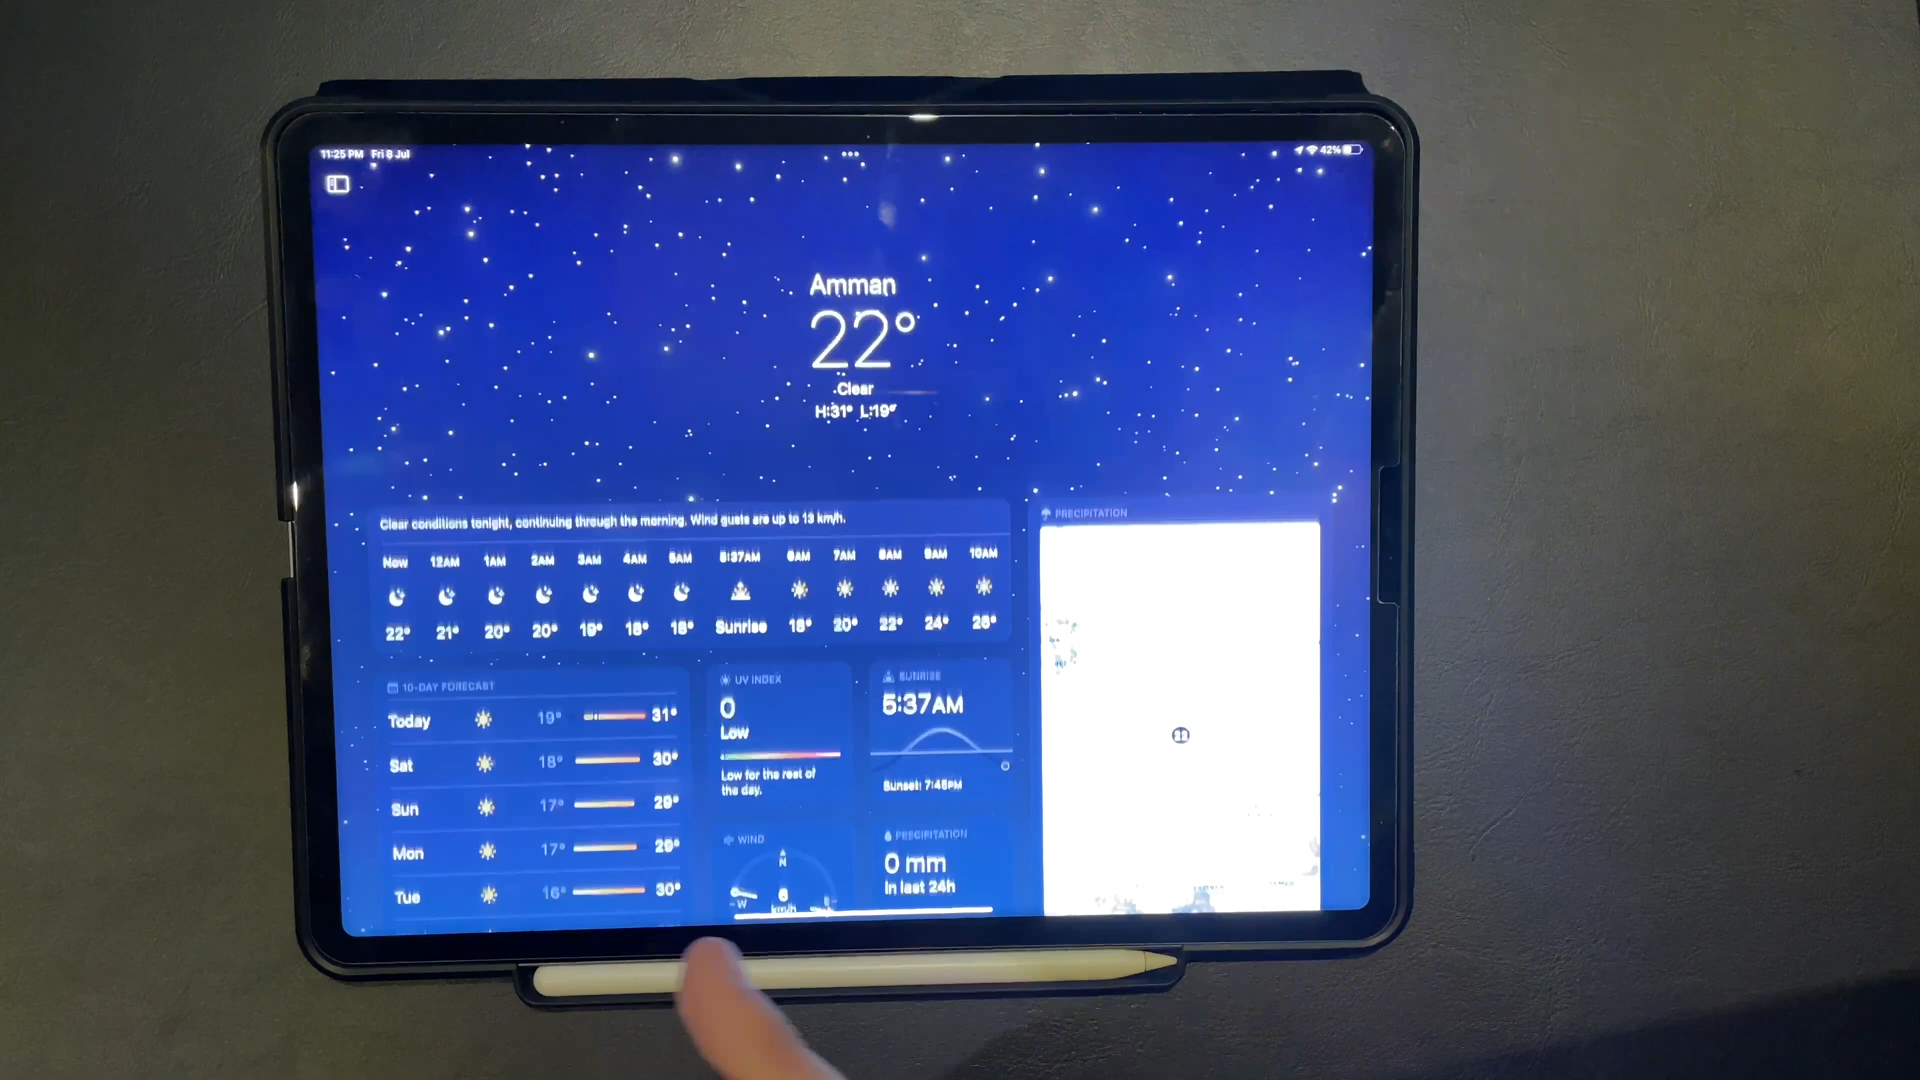 11:25 PM Fri 8 Jul
42%
Amman
22°
Clear
H:31° L:19°
Clear conditions tonight, continuing through the morning. Wind gusts are up to 13 km/h.
Now 12AM 1AM 2AM 3AM 4AM 5AM 5:37AM 6AM 7AM 8AM 9AM 10AM
22° 21° 20° 20° 19° 18° 18° Sunrise 18° 20° 22° 24° 26°
10-DAY FORECAST
Today 19° 31°
Sat 18° 30°
Sun 17° 29°
Mon 17° 29°
Tue 16° 30°
UV INDEX
0
Low
Low for the rest of
the day.
SUNRISE
5:37AM
Sunset: 7:45PM
WIND
N
W
6
km/h
PRECIPITATION
0 mm
In last 24h
PRECIPITATION
22